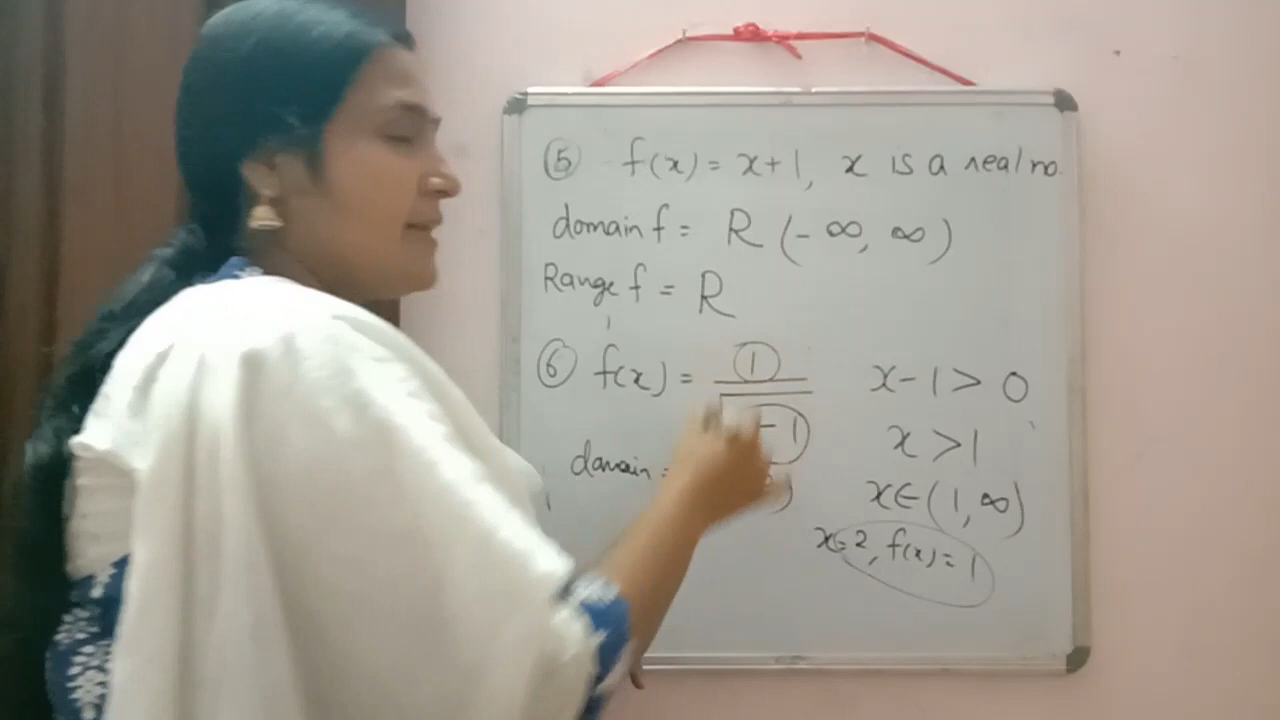 ⑤ f(x) = x+1, x is a real no.
domain f = R (-∞, ∞)
Range f = R
⑥ f(x) = 1 / √ -1
x-1 > 0
x > 1
domain =
x ∈ (1, ∞)
x=2, f(x) = 1